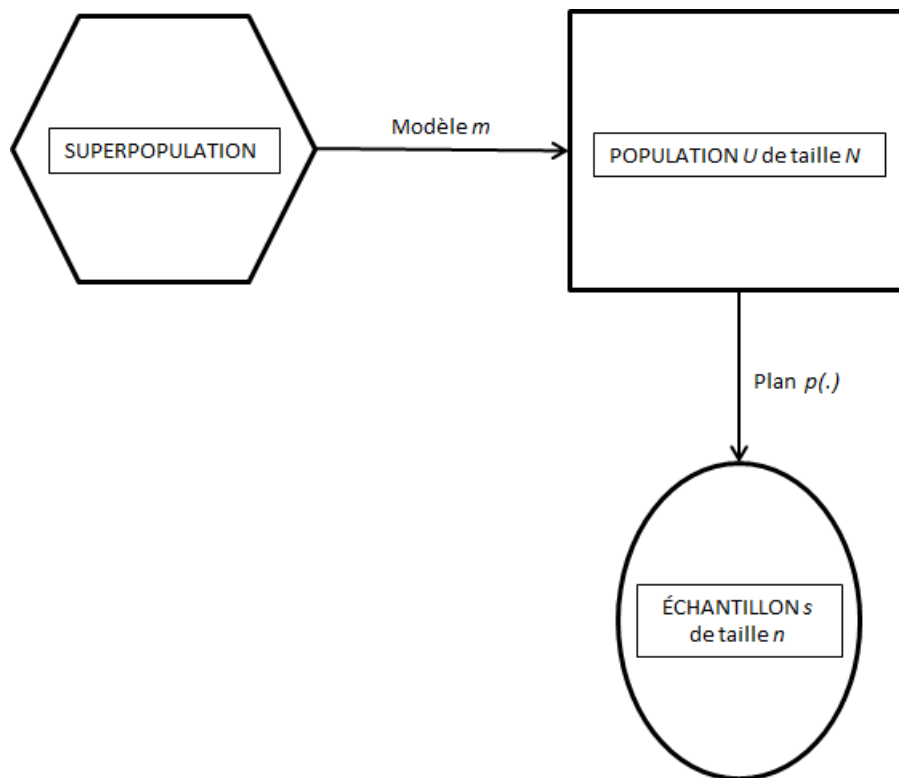 SUPERPOPULATION
Modèle m
POPULATION U de taille N
Plan p(.)
ÉCHANTILLON s
de taille n